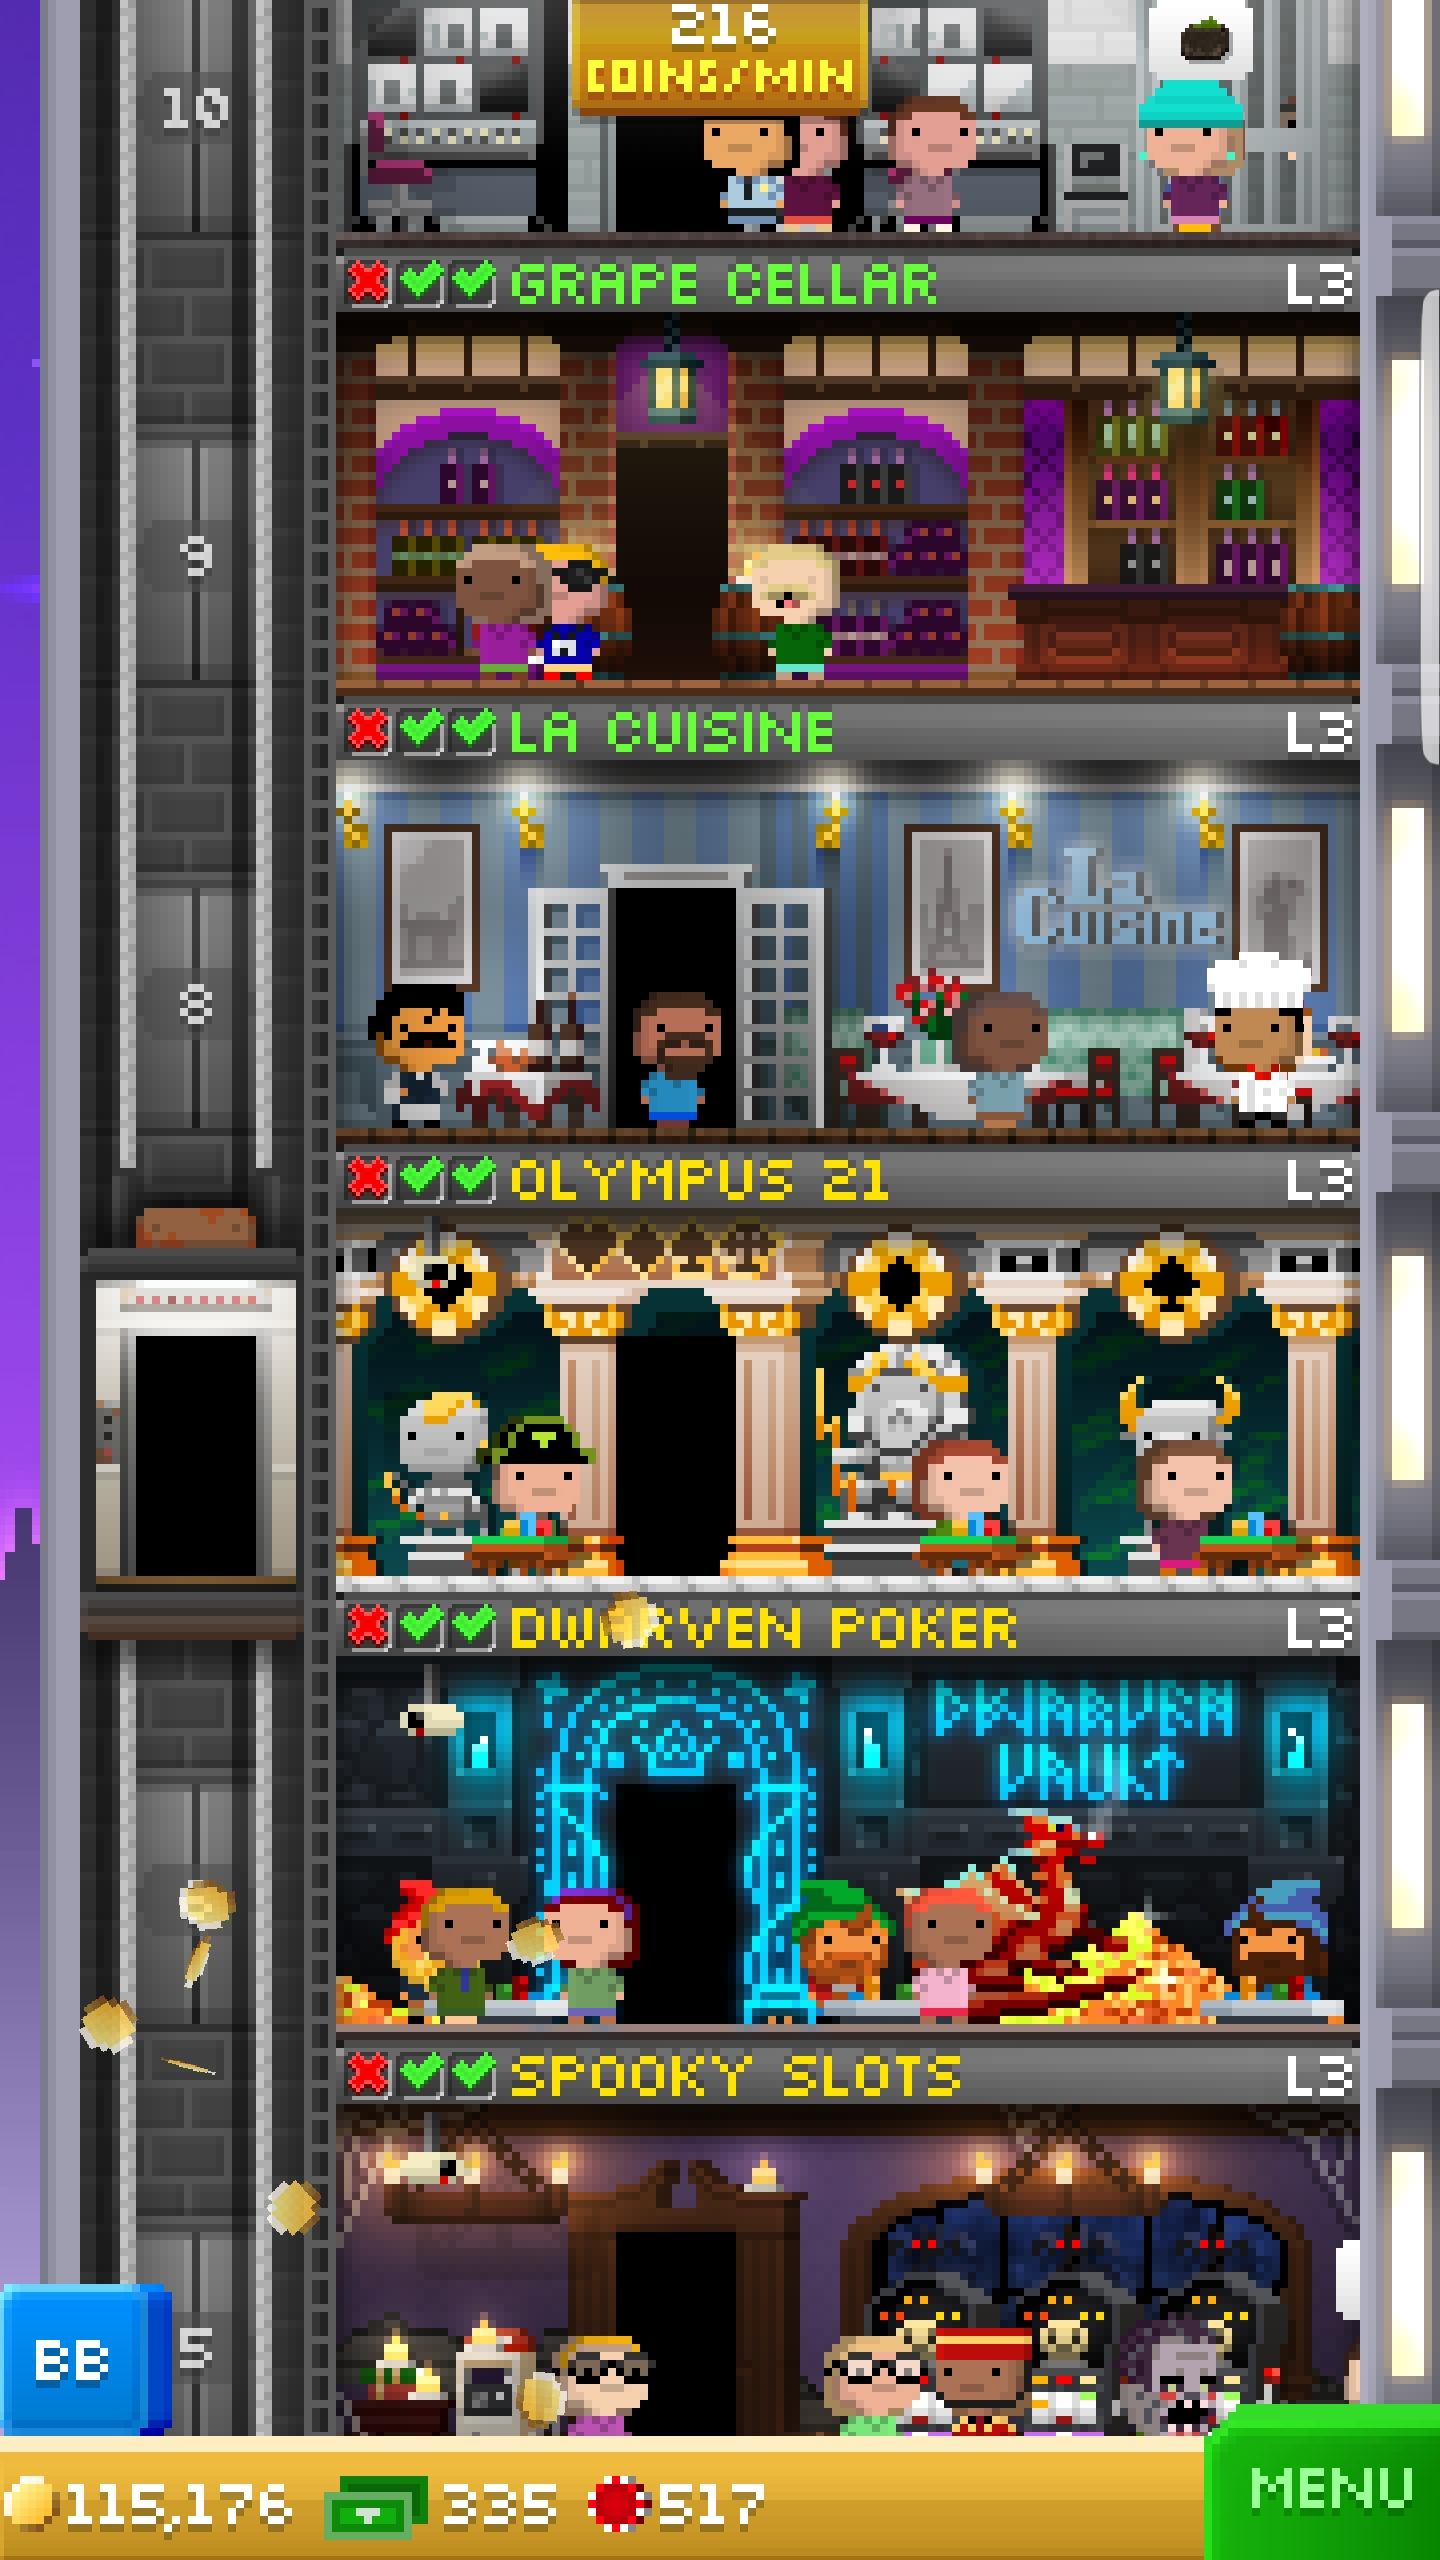 216
COINS/MIN
10
GRAPE CELLAR L3
9
LA CUISINE L3
La
Cuisine
8
OLYMPUS 21 L3
DWARVEN POKER L3
DWARVEN
VAULT
SPOOKY SLOTS L3
BB
5
115,176 335 517
MENU